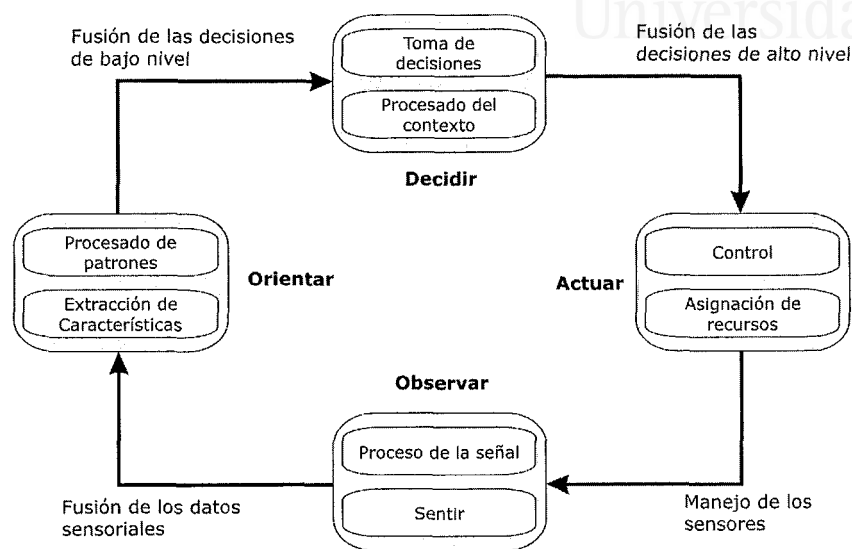 Universida
Fusión de las decisiones
de bajo nivel
Toma de
decisiones
Procesado del
contexto
Decidir
Fusión de las
decisiones de alto nivel
Procesado de
patrones
Extracción de
Características
Orientar
Actuar
Control
Asignación de
recursos
Observar
Proceso de la señal
Sentir
Fusión de los datos
sensoriales
Manejo de los
sensores